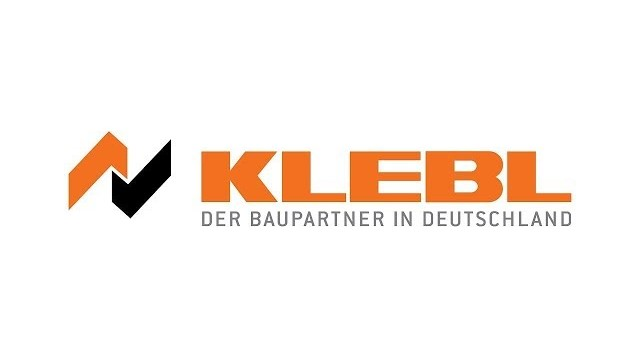 KLEBL
DER BAUPARTNER IN DEUTSCHLAND